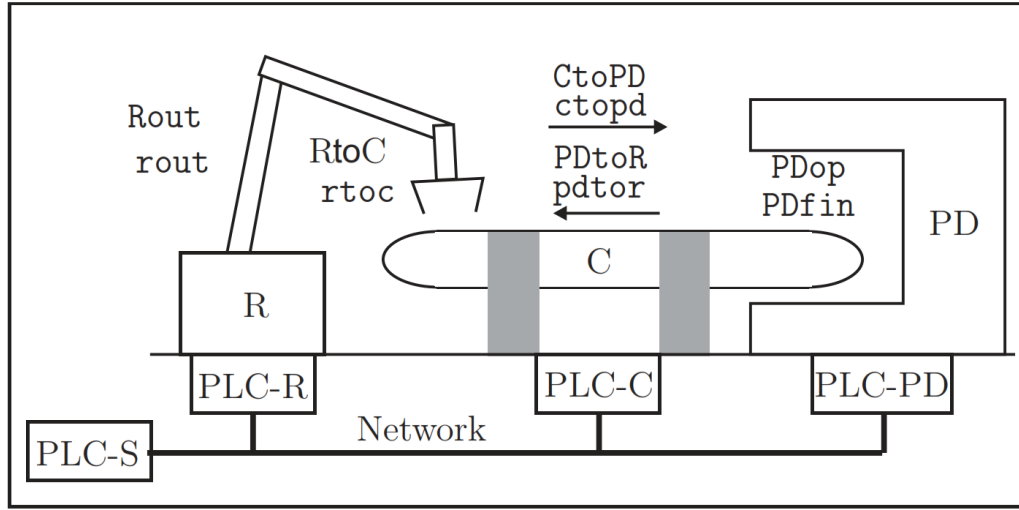 CtoPD
ctopd
Rout
rout
RtoC
rtoc
PDtoR
pdtor
PDop
PDfin
PD
C
R
PLC-R
PLC-C
PLC-PD
Network
PLC-S